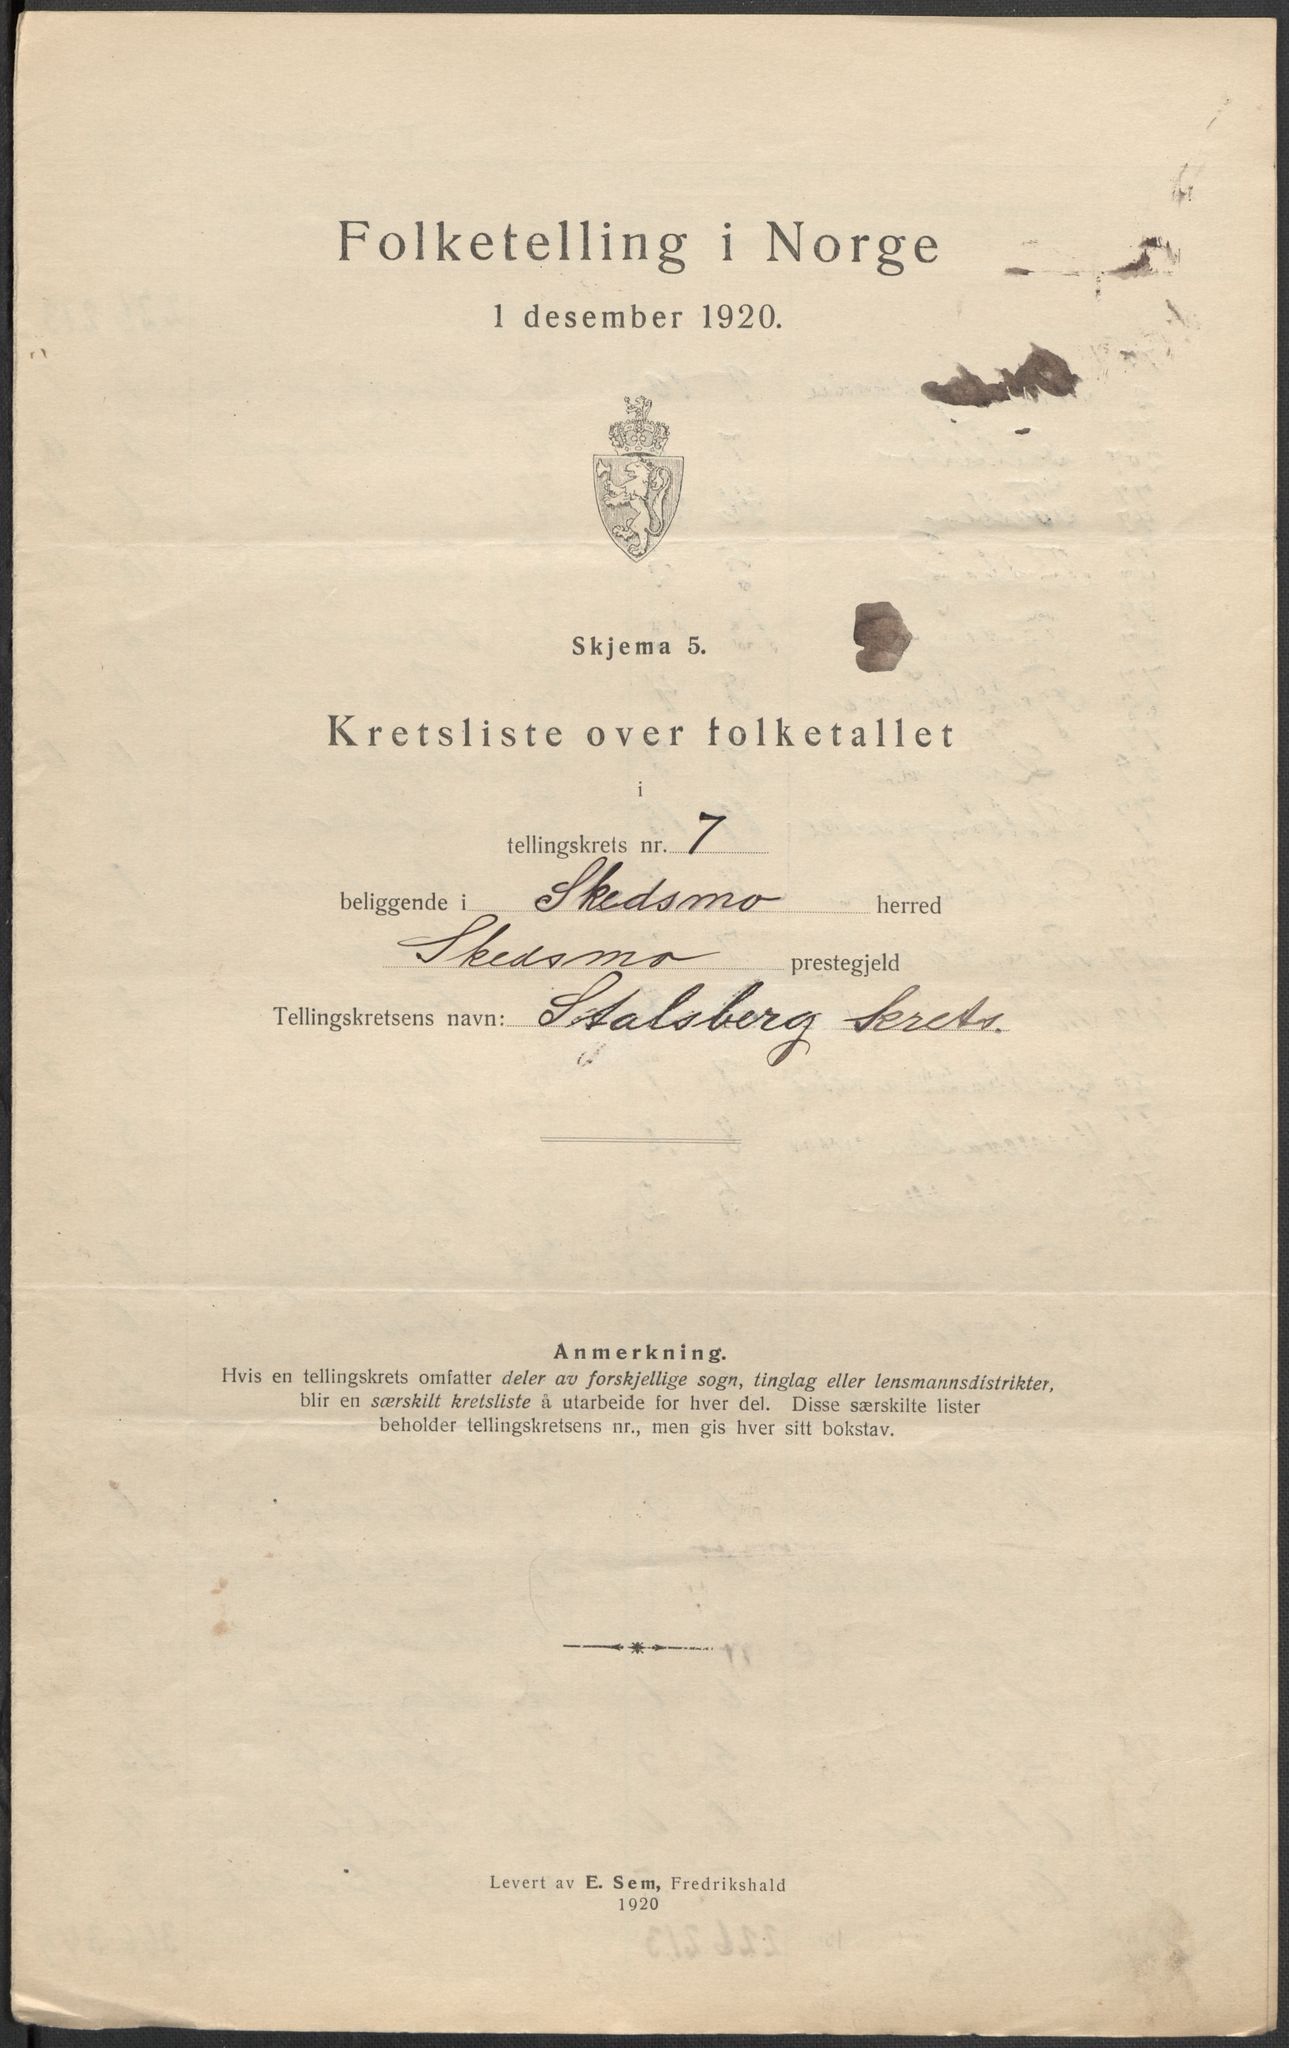 Folketelling i Norge
1 desember 1920.
Skjema 5.
Kretsliste over folketallet
i
tellingskrets nr. 7
beliggende i Skedsmo herred
Skedsmo prestegjeld
Tellingskretsens navn: Stalsberg krets.
Anmerkning.
Hvis en tellingskrets omfatter deler av forskjellige sogn, tinglag eller lensmannsdistrikter,
blir en særskilt kretsliste å utarbeide for hver del. Disse særskilte lister
beholder tellingskretsens nr., men gis hver sitt bokstav.
Levert av E. Sem, Fredrikshald
1920